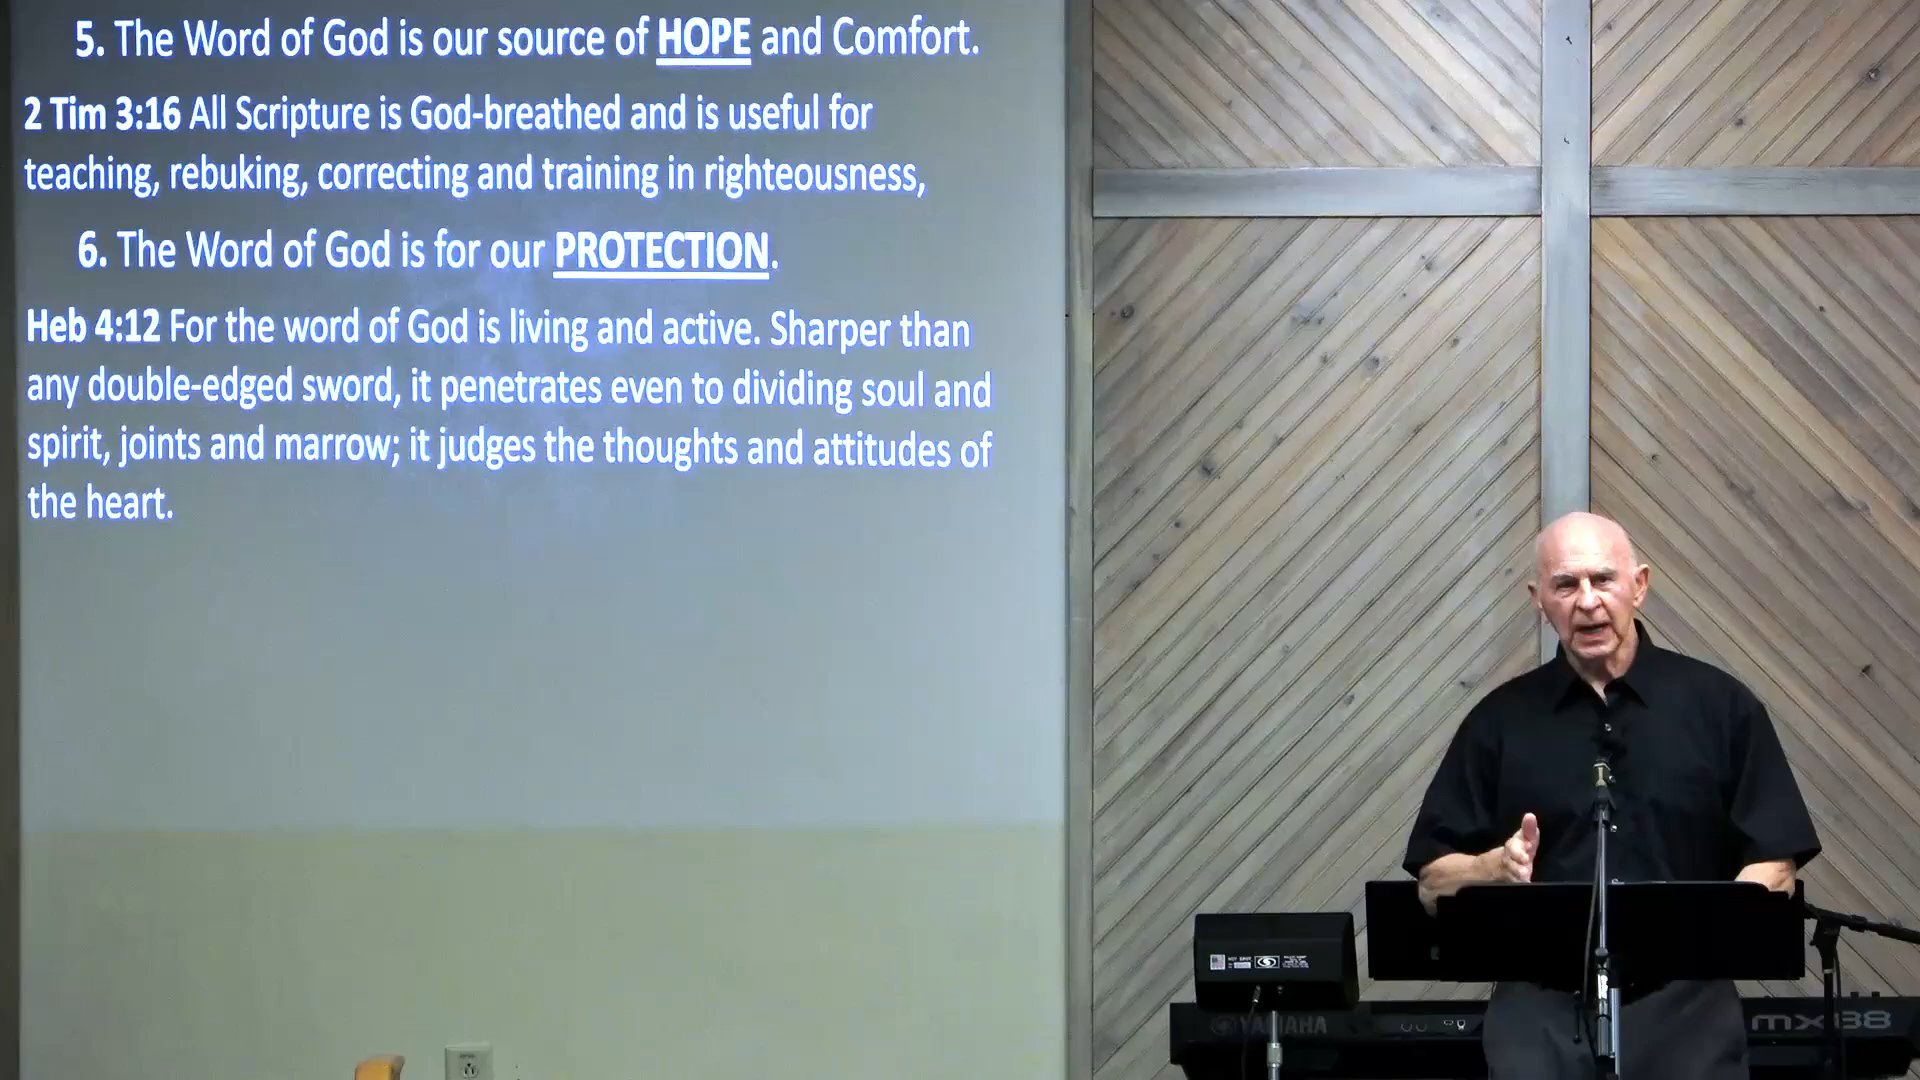 5. The Word of God is our source of HOPE and Comfort.
2 Tim 3:16 All Scripture is God-breathed and is useful for
teaching, rebuking, correcting and training in righteousness,
6. The Word of God is for our PROTECTION.
Heb 4:12 For the word of God is living and active. Sharper than
any double-edged sword, it penetrates even to dividing soul and
spirit, joints and marrow; it judges the thoughts and attitudes of
the heart.
HOT SPOT
YAMAHA
mx88